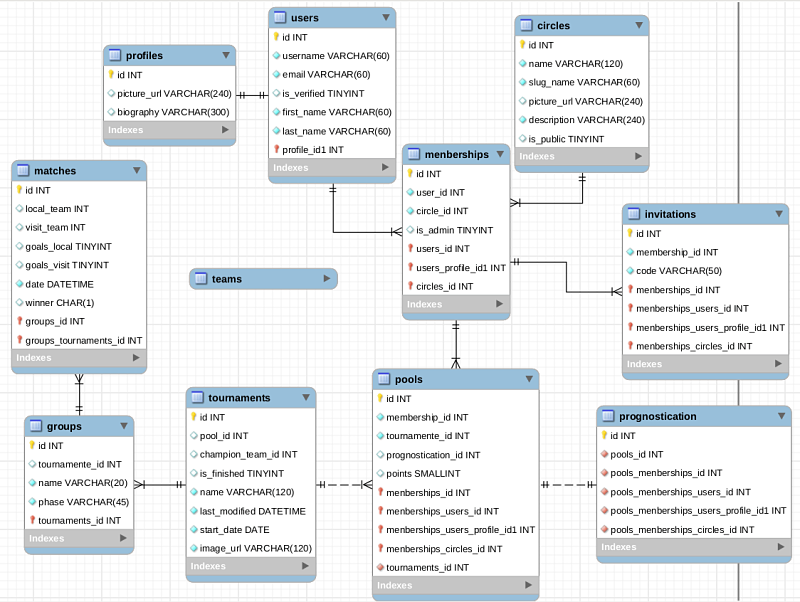 profiles
id INT
picture_url VARCHAR(240)
biography VARCHAR(300)
Indexes
users
id INT
username VARCHAR(60)
email VARCHAR(60)
is_verified TINYINT
first_name VARCHAR(60)
last_name VARCHAR(60)
profile_id1 INT
Indexes
circles
id INT
name VARCHAR(120)
slug_name VARCHAR(60)
picture_url VARCHAR(240)
description VARCHAR(240)
is_public TINYINT
Indexes
matches
id INT
local_team INT
visit_team INT
goals_local TINYINT
goals_visit TINYINT
date DATETIME
winner CHAR(1)
groups_id INT
groups_tournaments_id INT
Indexes
teams
menberships
id INT
user_id INT
circle_id INT
is_admin TINYINT
users_id INT
users_profile_id1 INT
circles_id INT
Indexes
invitations
id INT
membership_id INT
code VARCHAR(50)
menberships_id INT
menberships_users_id INT
menberships_users_profile_id1 INT
menberships_circles_id INT
Indexes
groups
id INT
tournamente_id INT
name VARCHAR(20)
phase VARCHAR(45)
tournaments_id INT
Indexes
tournaments
id INT
pool_id INT
champion_team_id INT
is_finished TINYINT
name VARCHAR(120)
last_modified DATETIME
start_date DATE
image_url VARCHAR(120)
Indexes
pools
id INT
membership_id INT
tournamente_id INT
prognostication_id INT
points SMALLINT
menberships_id INT
menberships_users_id INT
menberships_users_profile_id1 INT
menberships_circles_id INT
tournaments_id INT
Indexes
prognostication
id INT
pools_id INT
pools_menberships_id INT
pools_menberships_users_id INT
pools_menberships_users_profile_id1 INT
pools_menberships_circles_id INT
Indexes